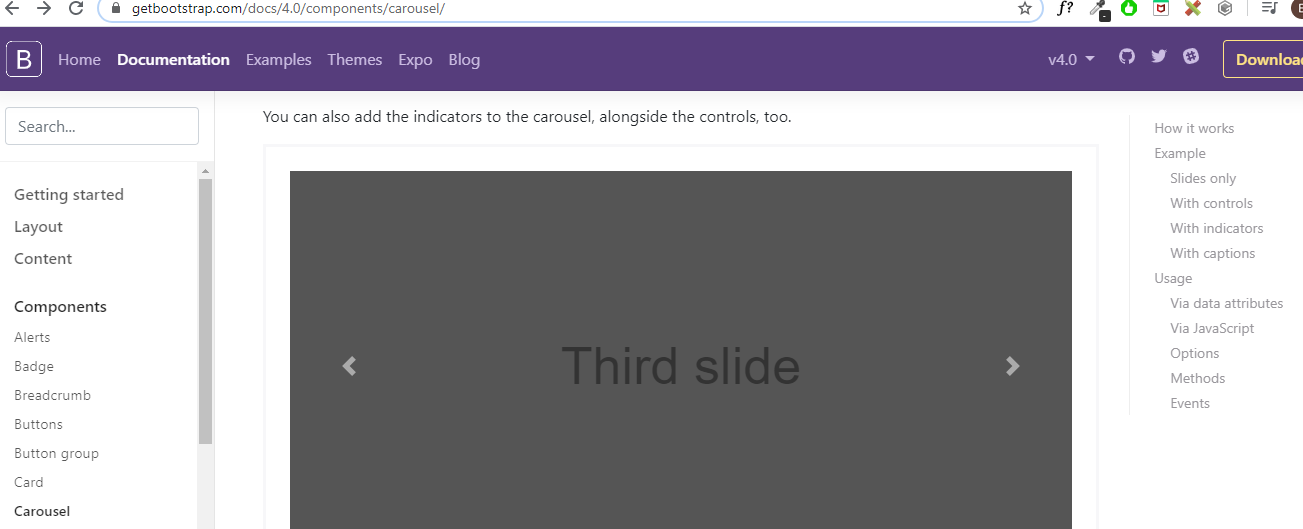 getbootstrap.com/docs/4.0/components/carousel/
f?
B
Home Documentation Examples Themes Expo Blog
v4.0
Download
Search...
Getting started
Layout
Content
Components
Alerts
Badge
Breadcrumb
Buttons
Button group
Card
Carousel
You can also add the indicators to the carousel, alongside the controls, too.
Third slide
How it works
Example
Slides only
With controls
With indicators
With captions
Usage
Via data attributes
Via JavaScript
Options
Methods
Events